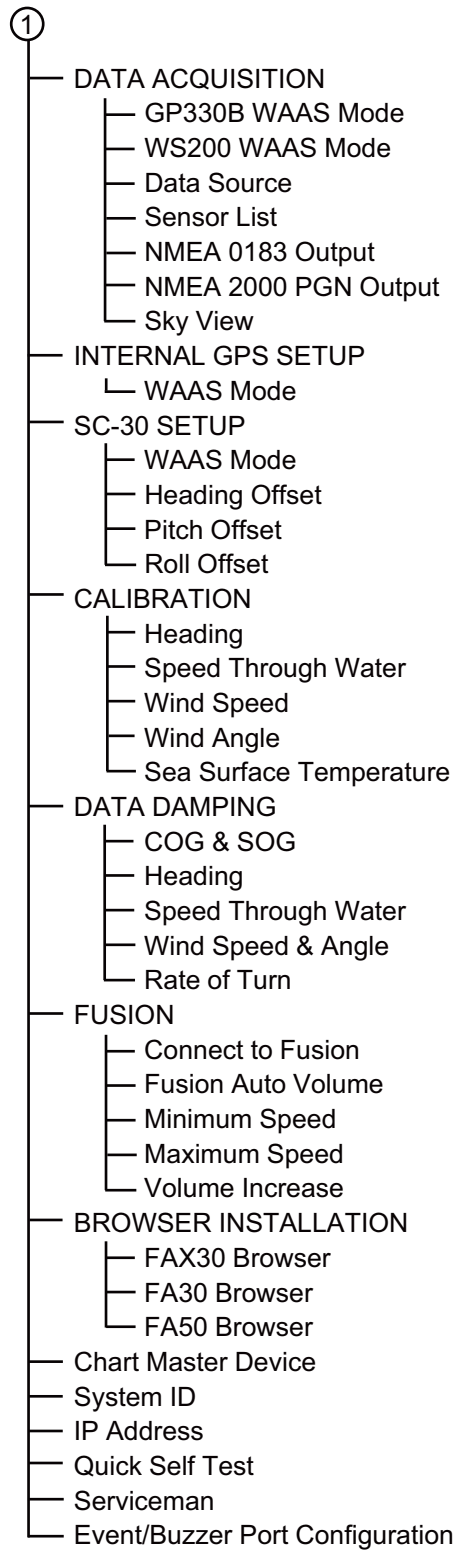 1
DATA ACQUISITION
GP330B WAAS Mode
WS200 WAAS Mode
Data Source
Sensor List
NMEA 0183 Output
NMEA 2000 PGN Output
Sky View
INTERNAL GPS SETUP
WAAS Mode
SC-30 SETUP
WAAS Mode
Heading Offset
Pitch Offset
Roll Offset
CALIBRATION
Heading
Speed Through Water
Wind Speed
Wind Angle
Sea Surface Temperature
DATA DAMPING
COG & SOG
Heading
Speed Through Water
Wind Speed & Angle
Rate of Turn
FUSION
Connect to Fusion
Fusion Auto Volume
Minimum Speed
Maximum Speed
Volume Increase
BROWSER INSTALLATION
FAX30 Browser
FA30 Browser
FA50 Browser
Chart Master Device
System ID
IP Address
Quick Self Test
Serviceman
Event/Buzzer Port Configuration